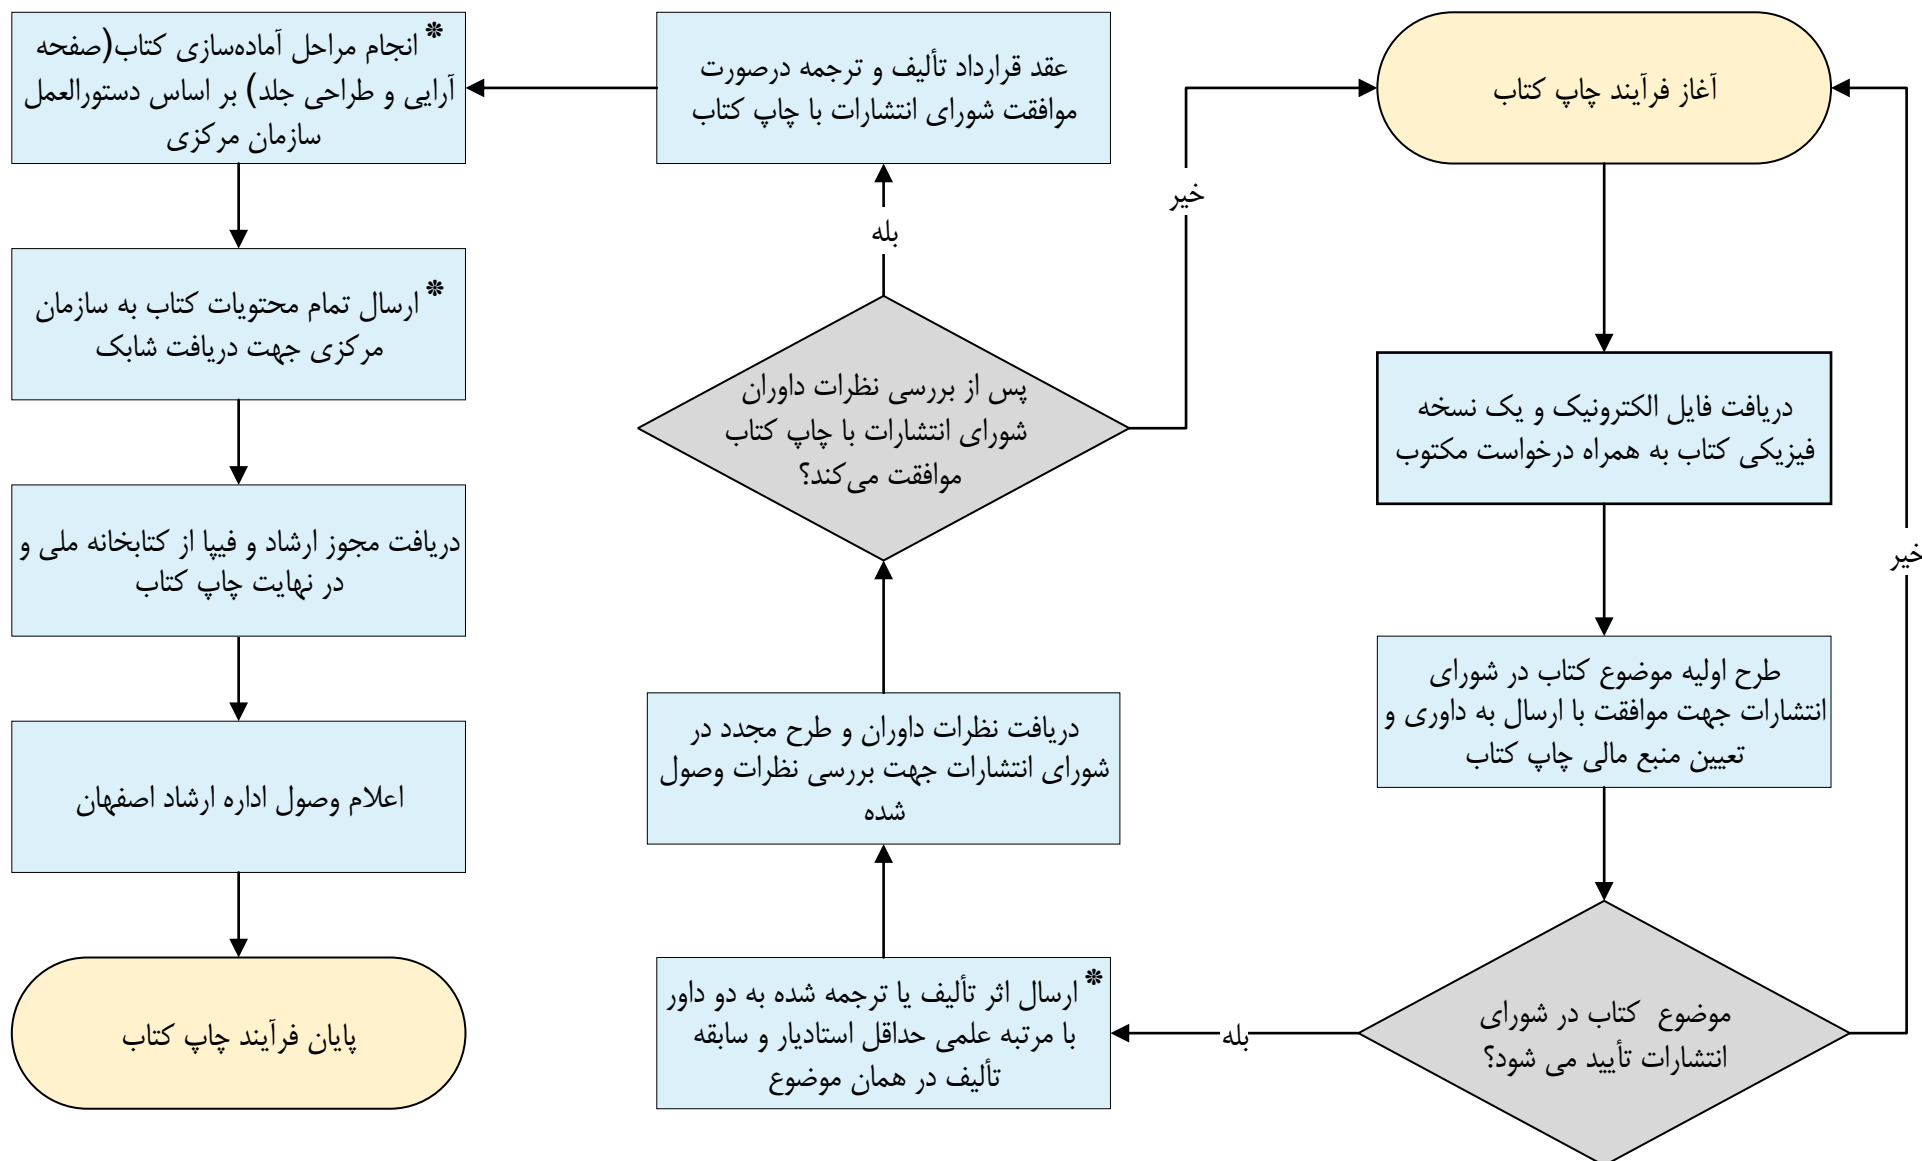 آغاز فرآیند چاپ کتاب
دریافت فایل الکترونیک و یک نسخه
فیزیکی کتاب به همراه درخواست مکتوب
طرح اولیه موضوع کتاب در شورای
انتشارات جهت موافقت با ارسال به داوری و
تعیین منبع مالی چاپ کتاب
موضوع کتاب در شورای
انتشارات تأیید می شود؟
خیر
بله
* ارسال اثر تألیف یا ترجمه شده به دو داور
با مرتبه علمی حداقل استادیار و سابقه
تألیف در همان موضوع
دریافت نظرات داوران و طرح مجدد در
شورای انتشارات جهت بررسی نظرات وصول
شده
پس از بررسی نظرات داوران
شورای انتشارات با چاپ کتاب
موافقت می‌کند؟
خیر
بله
عقد قرارداد تألیف و ترجمه درصورت
موافقت شورای انتشارات با چاپ کتاب
* انجام مراحل آماده‌سازی کتاب(صفحه
آرایی و طراحی جلد) بر اساس دستورالعمل
سازمان مرکزی
* ارسال تمام محتویات کتاب به سازمان
مرکزی جهت دریافت شابک
دریافت مجوز ارشاد و فیپا از کتابخانه ملی و
در نهایت چاپ کتاب
اعلام وصول اداره ارشاد اصفهان
پایان فرآیند چاپ کتاب